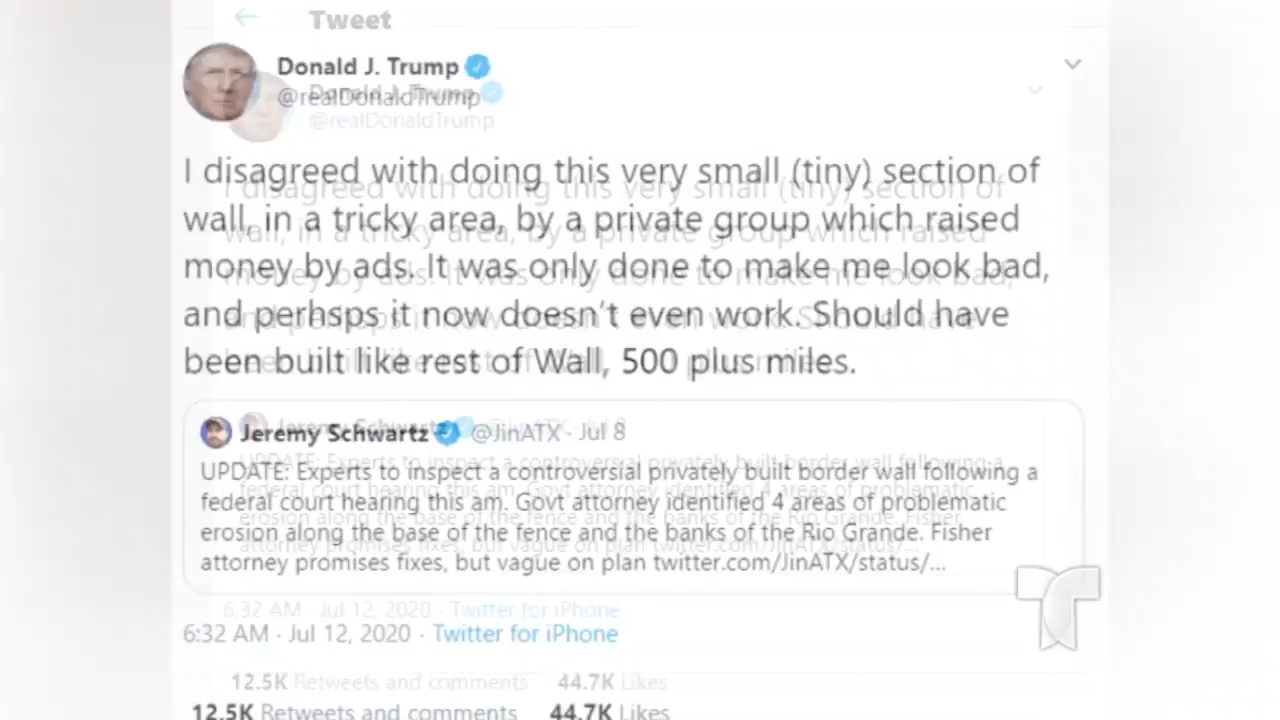 Tweet
Donald J. Trump
@realDonaldTrump
I disagreed with doing this very small (tiny) section of
wall, in a tricky area, by a private group which raised
money by ads. It was only done to make me look bad,
and perhsps it now doesn't even work. Should have
been built like rest of Wall, 500 plus miles.
Jeremy Schwartz @JinATX · Jul 8
UPDATE: Experts to inspect a controversial privately built border wall following a
federal court hearing this am. Govt attorney identified 4 areas of problematic
erosion along the base of the fence and the banks of the Rio Grande. Fisher
attorney promises fixes, but vague on plan twitter.com/JinATX/status/...
6:32 AM · Jul 12, 2020 · Twitter for iPhone
12.5K Retweets and comments 44.7K Likes